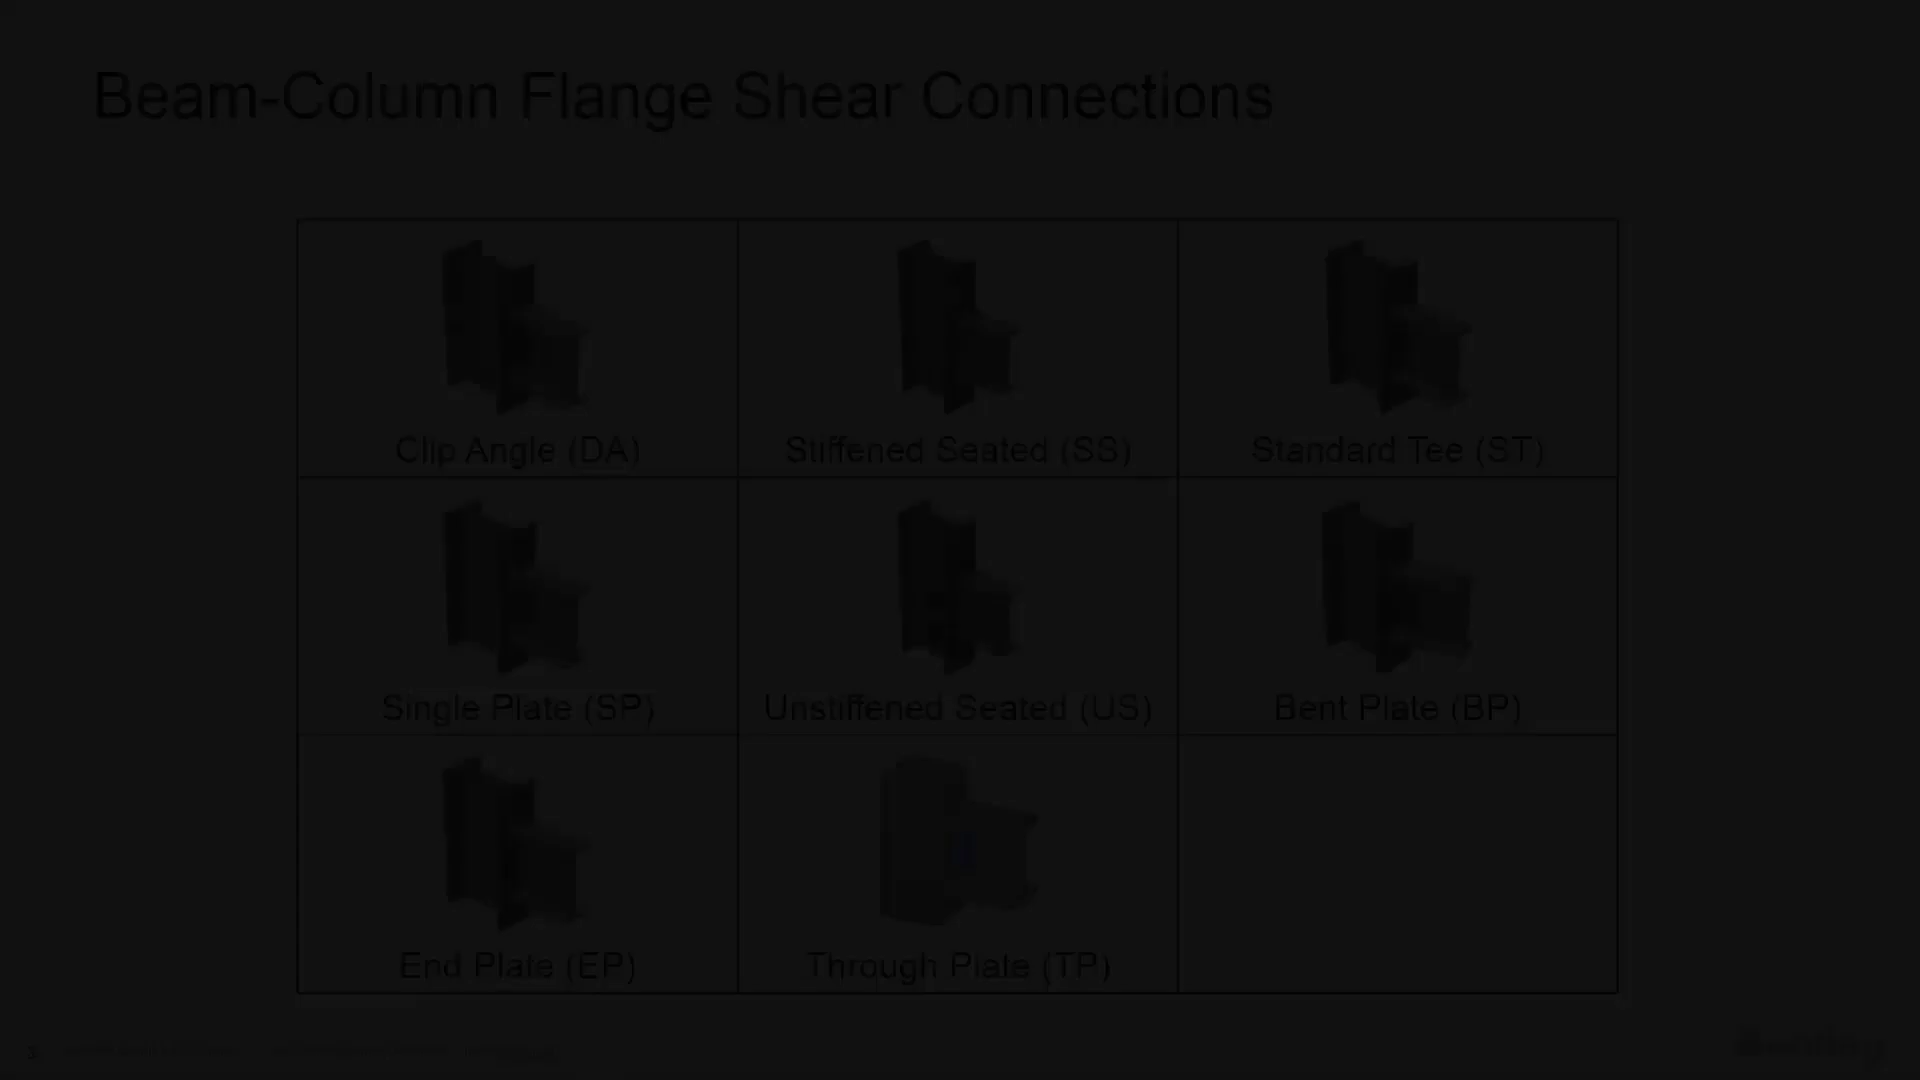 Beam-Column Flange Shear Connections
Clip Angle (DA)
Stiffened Seated (SS)
Standard Tee (ST)
Single Plate (SP)
Unstiffened Seated (US)
Bent Plate (BP)
End Plate (EP)
Through Plate (TP)